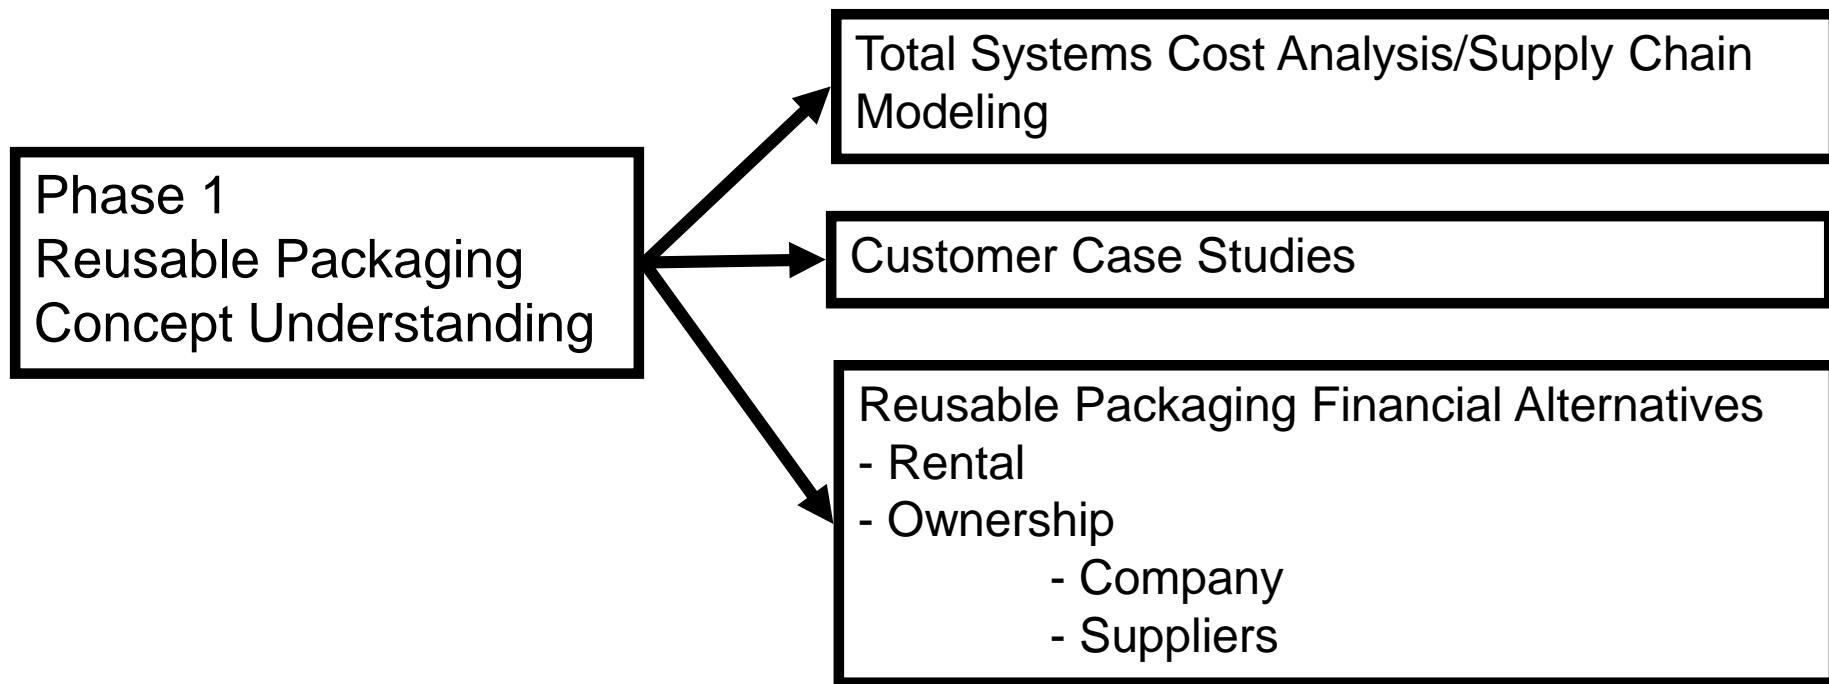 Phase 1
Reusable Packaging
Concept Understanding
Total Systems Cost Analysis/Supply Chain
Modeling
Customer Case Studies
Reusable Packaging Financial Alternatives
- Rental
- Ownership
- Company
- Suppliers